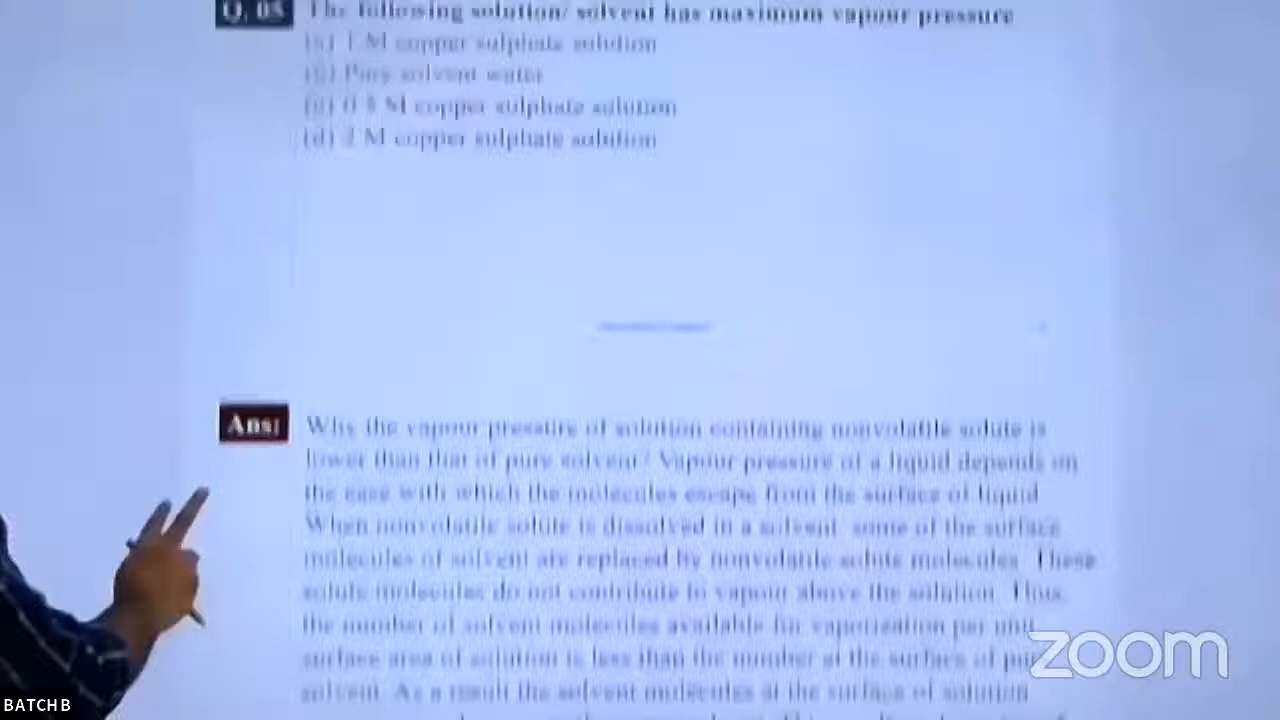 Q. 05 The following solution/ solvent has maximum vapour pressure
(a) 1 M copper sulphate solution
(b) Pure solvent water
(c) 0.5 M copper sulphate solution
(d) 2 M copper sulphate solution
Ans: Why the vapour pressure of solution containing nonvolatile solute is
lower than that of pure solvent? Vapour pressure of a liquid depends on
the ease with which the molecules escape from the surface of liquid
When nonvolatile solute is dissolved in a solvent, some of the surface
molecules of solvent are replaced by nonvolatile solute molecules. These
solute molecules do not contribute to vapour above the solution. Thus,
the number of solvent molecules available for vaporization per unit
surface area of solution is less than the number at the surface of pure
solvent. As a result the solvent molecules at the surface of solution
zoom
BATCH B